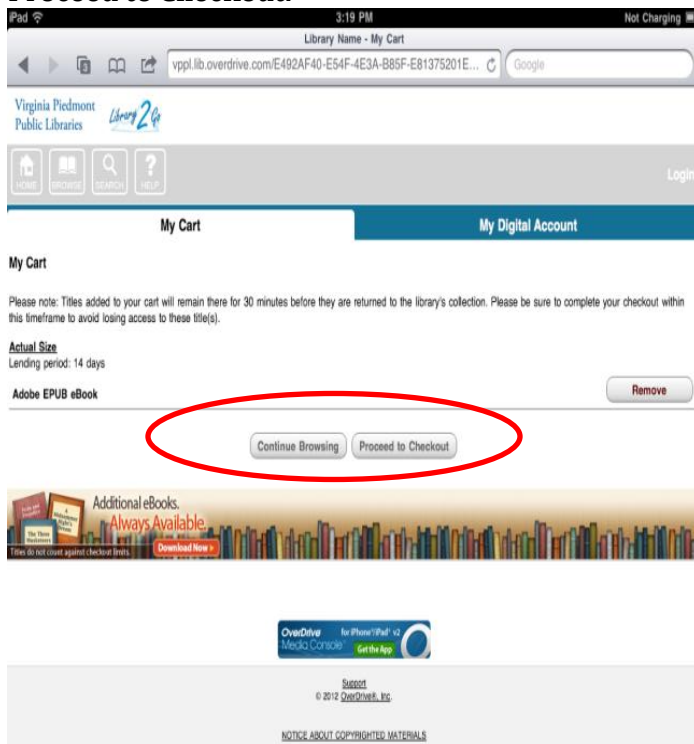 Proceed to Checkout.
iPad 3:19 PM Not Charging
Library Name - My Cart
vppl.lib.overdrive.com/E492AF40-E54F-4E3A-B85F-E81375201E... Google
Virginia Piedmont
Public Libraries
Library 2 Go
HOME BROWSE SEARCH HELP Login
My Cart My Digital Account
My Cart
Please note: Titles added to your cart will remain there for 30 minutes before they are returned to the library's collection. Please be sure to complete your checkout within
this timeframe to avoid losing access to these title(s).
Actual Size
Lending period: 14 days
Adobe EPUB eBook Remove
Continue Browsing Proceed to Checkout
Additional eBooks.
Always Available.
Titles do not count against checkout limits. Download Now >
OverDrive for iPhone®/iPad® v2
Media Console™ Get the App
Support
© 2012 OverDrive®, Inc.
NOTICE ABOUT COPYRIGHTED MATERIALS